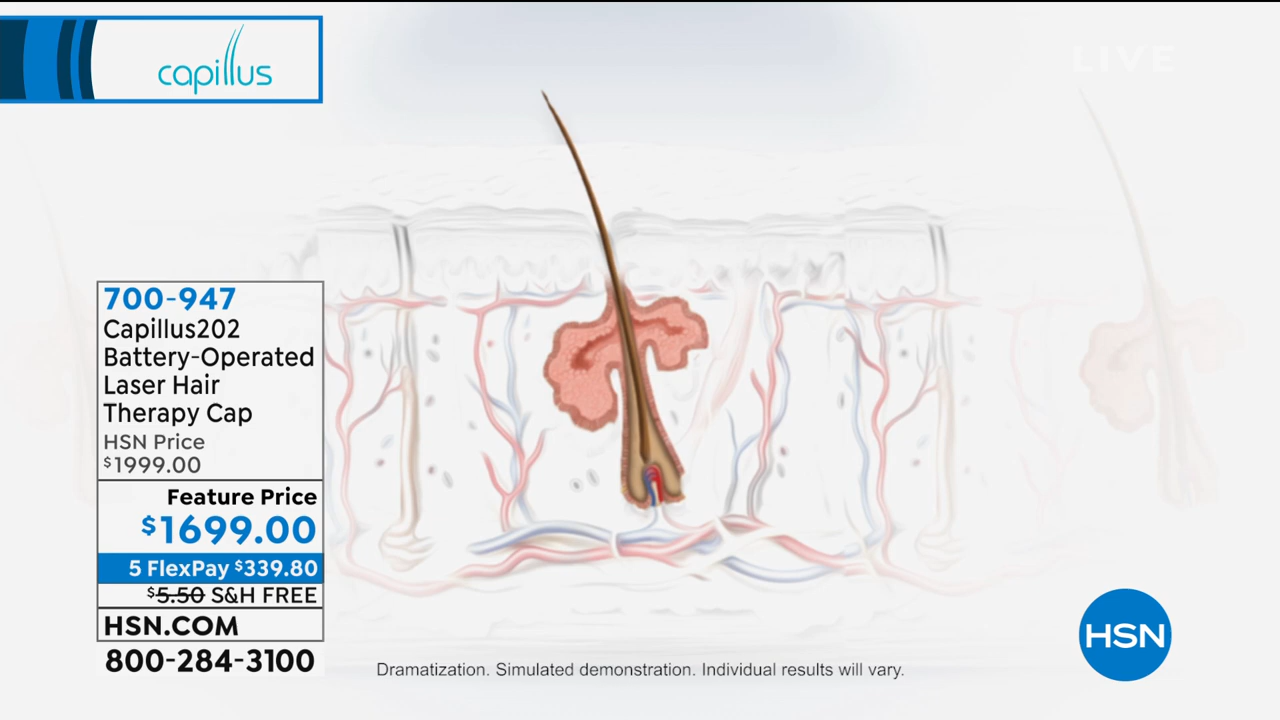 capillus
LIVE
700-947
Capillus202
Battery-Operated
Laser Hair
Therapy Cap
HSN Price
$1999.00
Feature Price
$1699.00
5 FlexPay $339.80
$5.50 S&H FREE
HSN.COM
800-284-3100
HSN
Dramatization. Simulated demonstration. Individual results will vary.